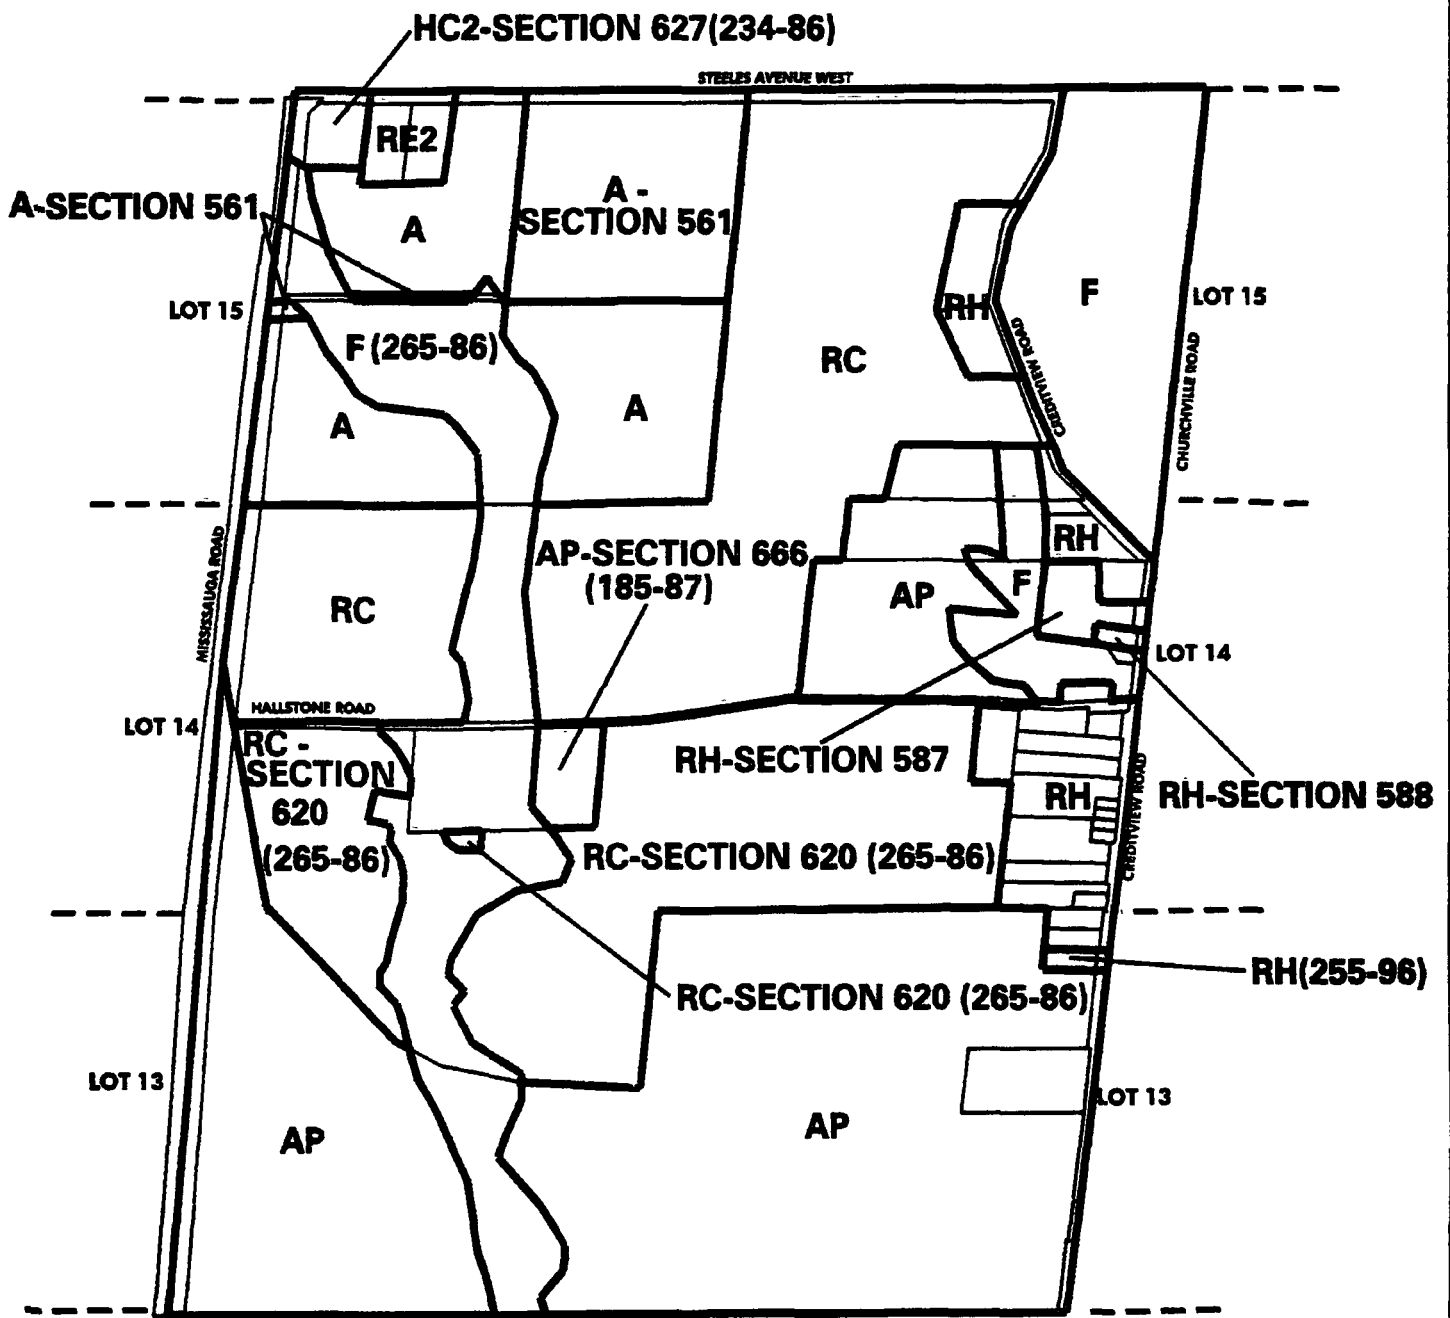 HC2-SECTION 627(234-86)
STEELES AVENUE WEST
RE2
A-SECTION 561
A -
SECTION 561
A
F
LOT 15
LOT 15
RH
F (265-86)
RC
CREDITVIEW ROAD
CHURCHVILLE ROAD
A
A
MISSISSAUGA ROAD
RH
AP-SECTION 666
(185-87)
F
AP
RC
LOT 14
HALLSTONE ROAD
LOT 14
RC -
SECTION
620
(265-86)
RH-SECTION 587
RH
RH-SECTION 588
CREDITVIEW ROAD
RC-SECTION 620 (265-86)
RH(255-96)
RC-SECTION 620 (265-86)
LOT 13
LOT 13
AP
AP